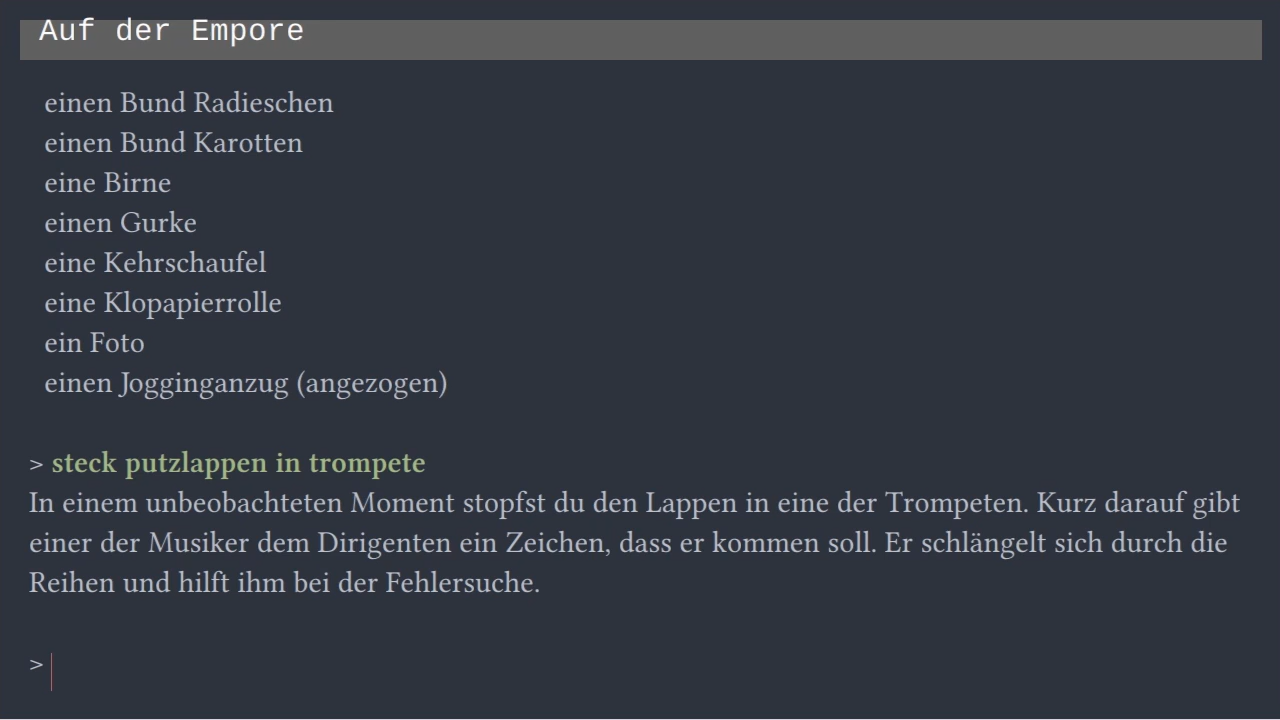 Auf der Empore
einen Bund Radieschen
einen Bund Karotten
eine Birne
einen Gurke
eine Kehrschaufel
eine Klopapierrolle
ein Foto
einen Jogginganzug (angezogen)
> steck putzlappen in trompete
In einem unbeobachteten Moment stopfst du den Lappen in eine der Trompeten. Kurz darauf gibt
einer der Musiker dem Dirigenten ein Zeichen, dass er kommen soll. Er schlängelt sich durch die
Reihen und hilft ihm bei der Fehlersuche.
>